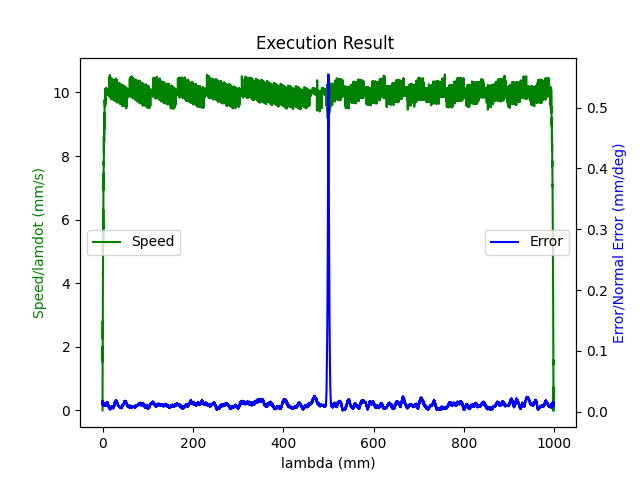 Execution Result
Speed/lamdot (mm/s)
10
8
6
4
2
0
Speed
Error
0.5
0.4
0.3
0.2
0.1
0.0
Error/Normal Error (mm/deg)
0 200 400 600 800 1000
lambda (mm)